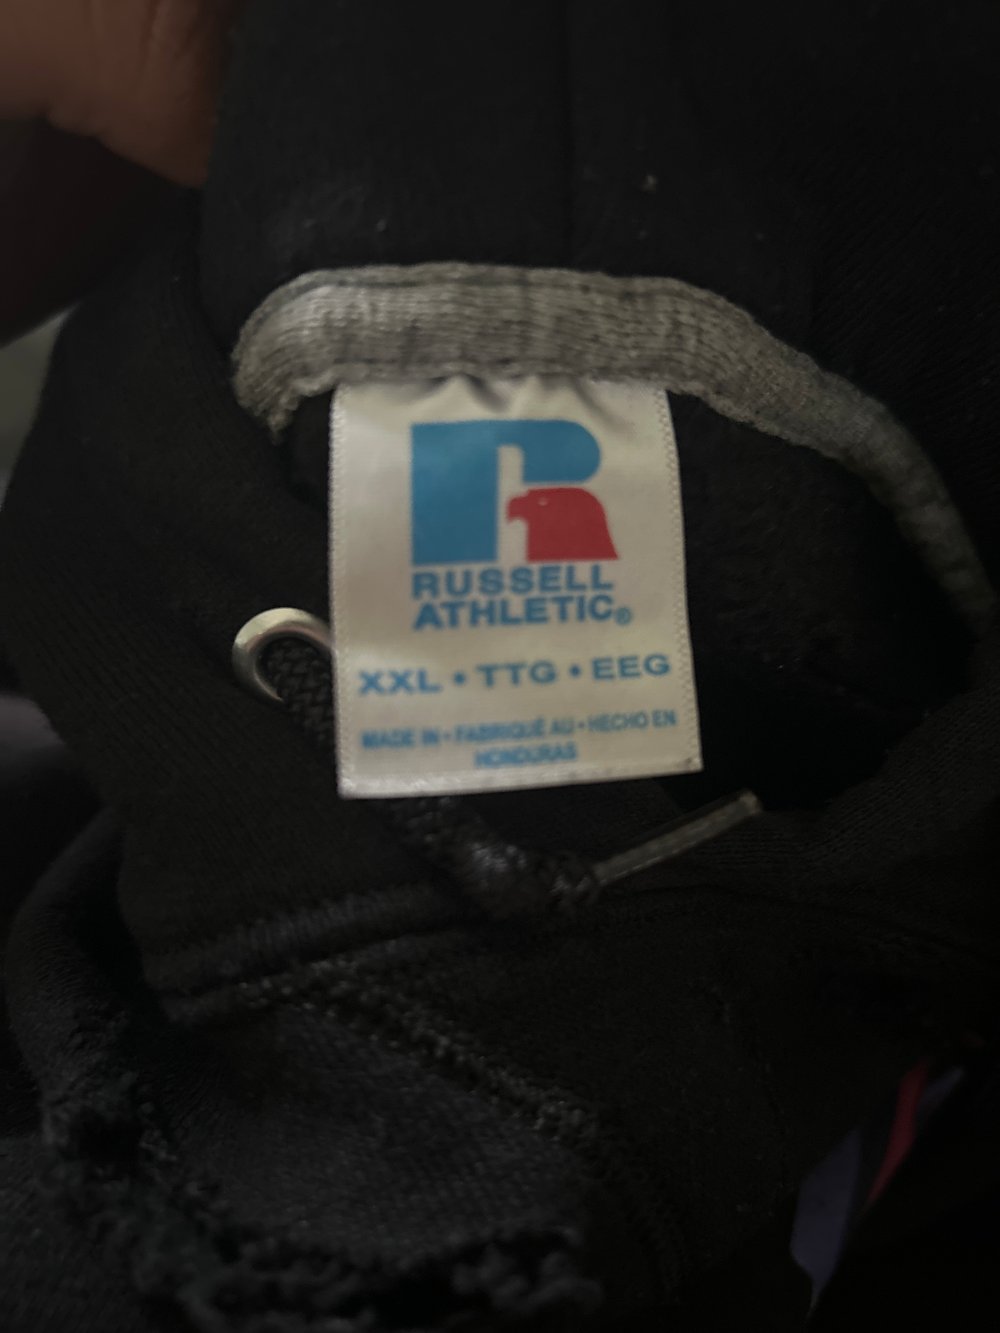 RUSSELL
ATHLETIC®
XXL • TTG • EEG
MADE IN • FABRIQUÉ AU • HECHO EN
HONDURAS